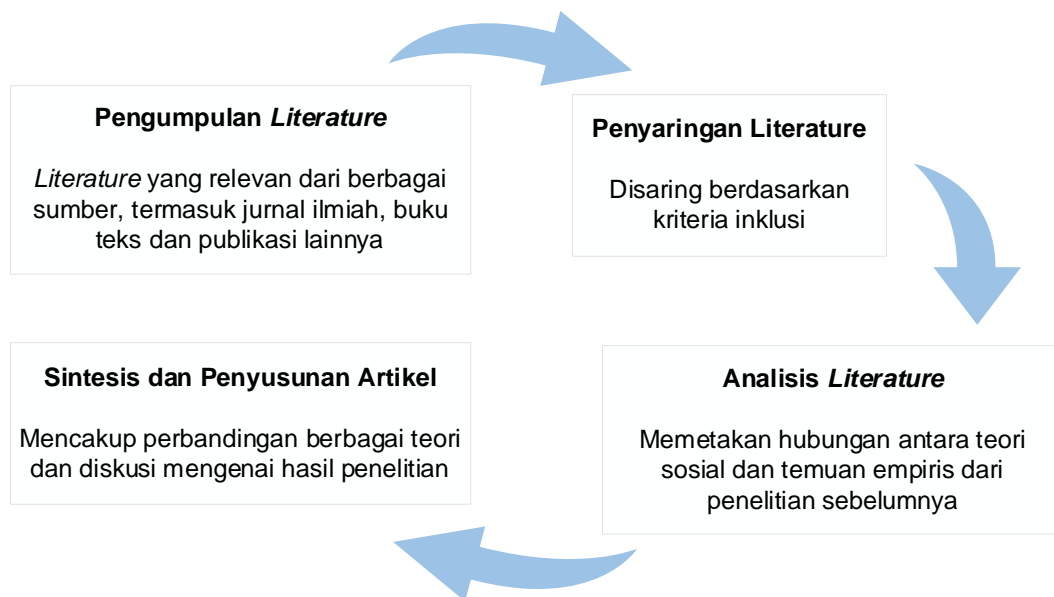 Pengumpulan Literature
Literature yang relevan dari berbagai
sumber, termasuk jurnal ilmiah, buku
teks dan publikasi lainnya
Penyaringan Literature
Disaring berdasarkan
kriteria inklusi
Analisis Literature
Memetakan hubungan antara teori
sosial dan temuan empiris dari
penelitian sebelumnya
Sintesis dan Penyusunan Artikel
Mencakup perbandingan berbagai teori
dan diskusi mengenai hasil penelitian